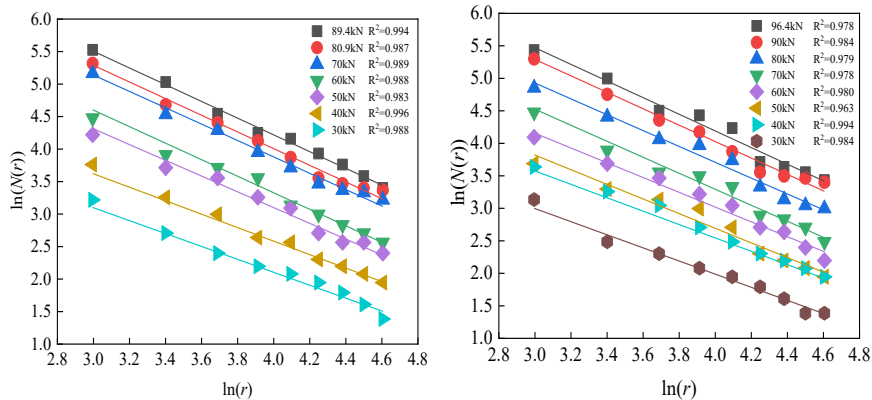 6.0
5.5
5.0
4.5
4.0
3.5
3.0
2.5
2.0
1.5
1.0
ln(N(r))
89.4kN R²=0.994
80.9kN R²=0.987
70kN R²=0.989
60kN R²=0.988
50kN R²=0.983
40kN R²=0.996
30kN R²=0.988
2.8 3.0 3.2 3.4 3.6 3.8 4.0 4.2 4.4 4.6 4.8
ln(r)
6.0
5.5
5.0
4.5
4.0
3.5
3.0
2.5
2.0
1.5
1.0
ln(N(r))
96.4kN R²=0.978
90kN R²=0.984
80kN R²=0.979
70kN R²=0.978
60kN R²=0.980
50kN R²=0.963
40kN R²=0.994
30kN R²=0.984
2.8 3.0 3.2 3.4 3.6 3.8 4.0 4.2 4.4 4.6 4.8
ln(r)